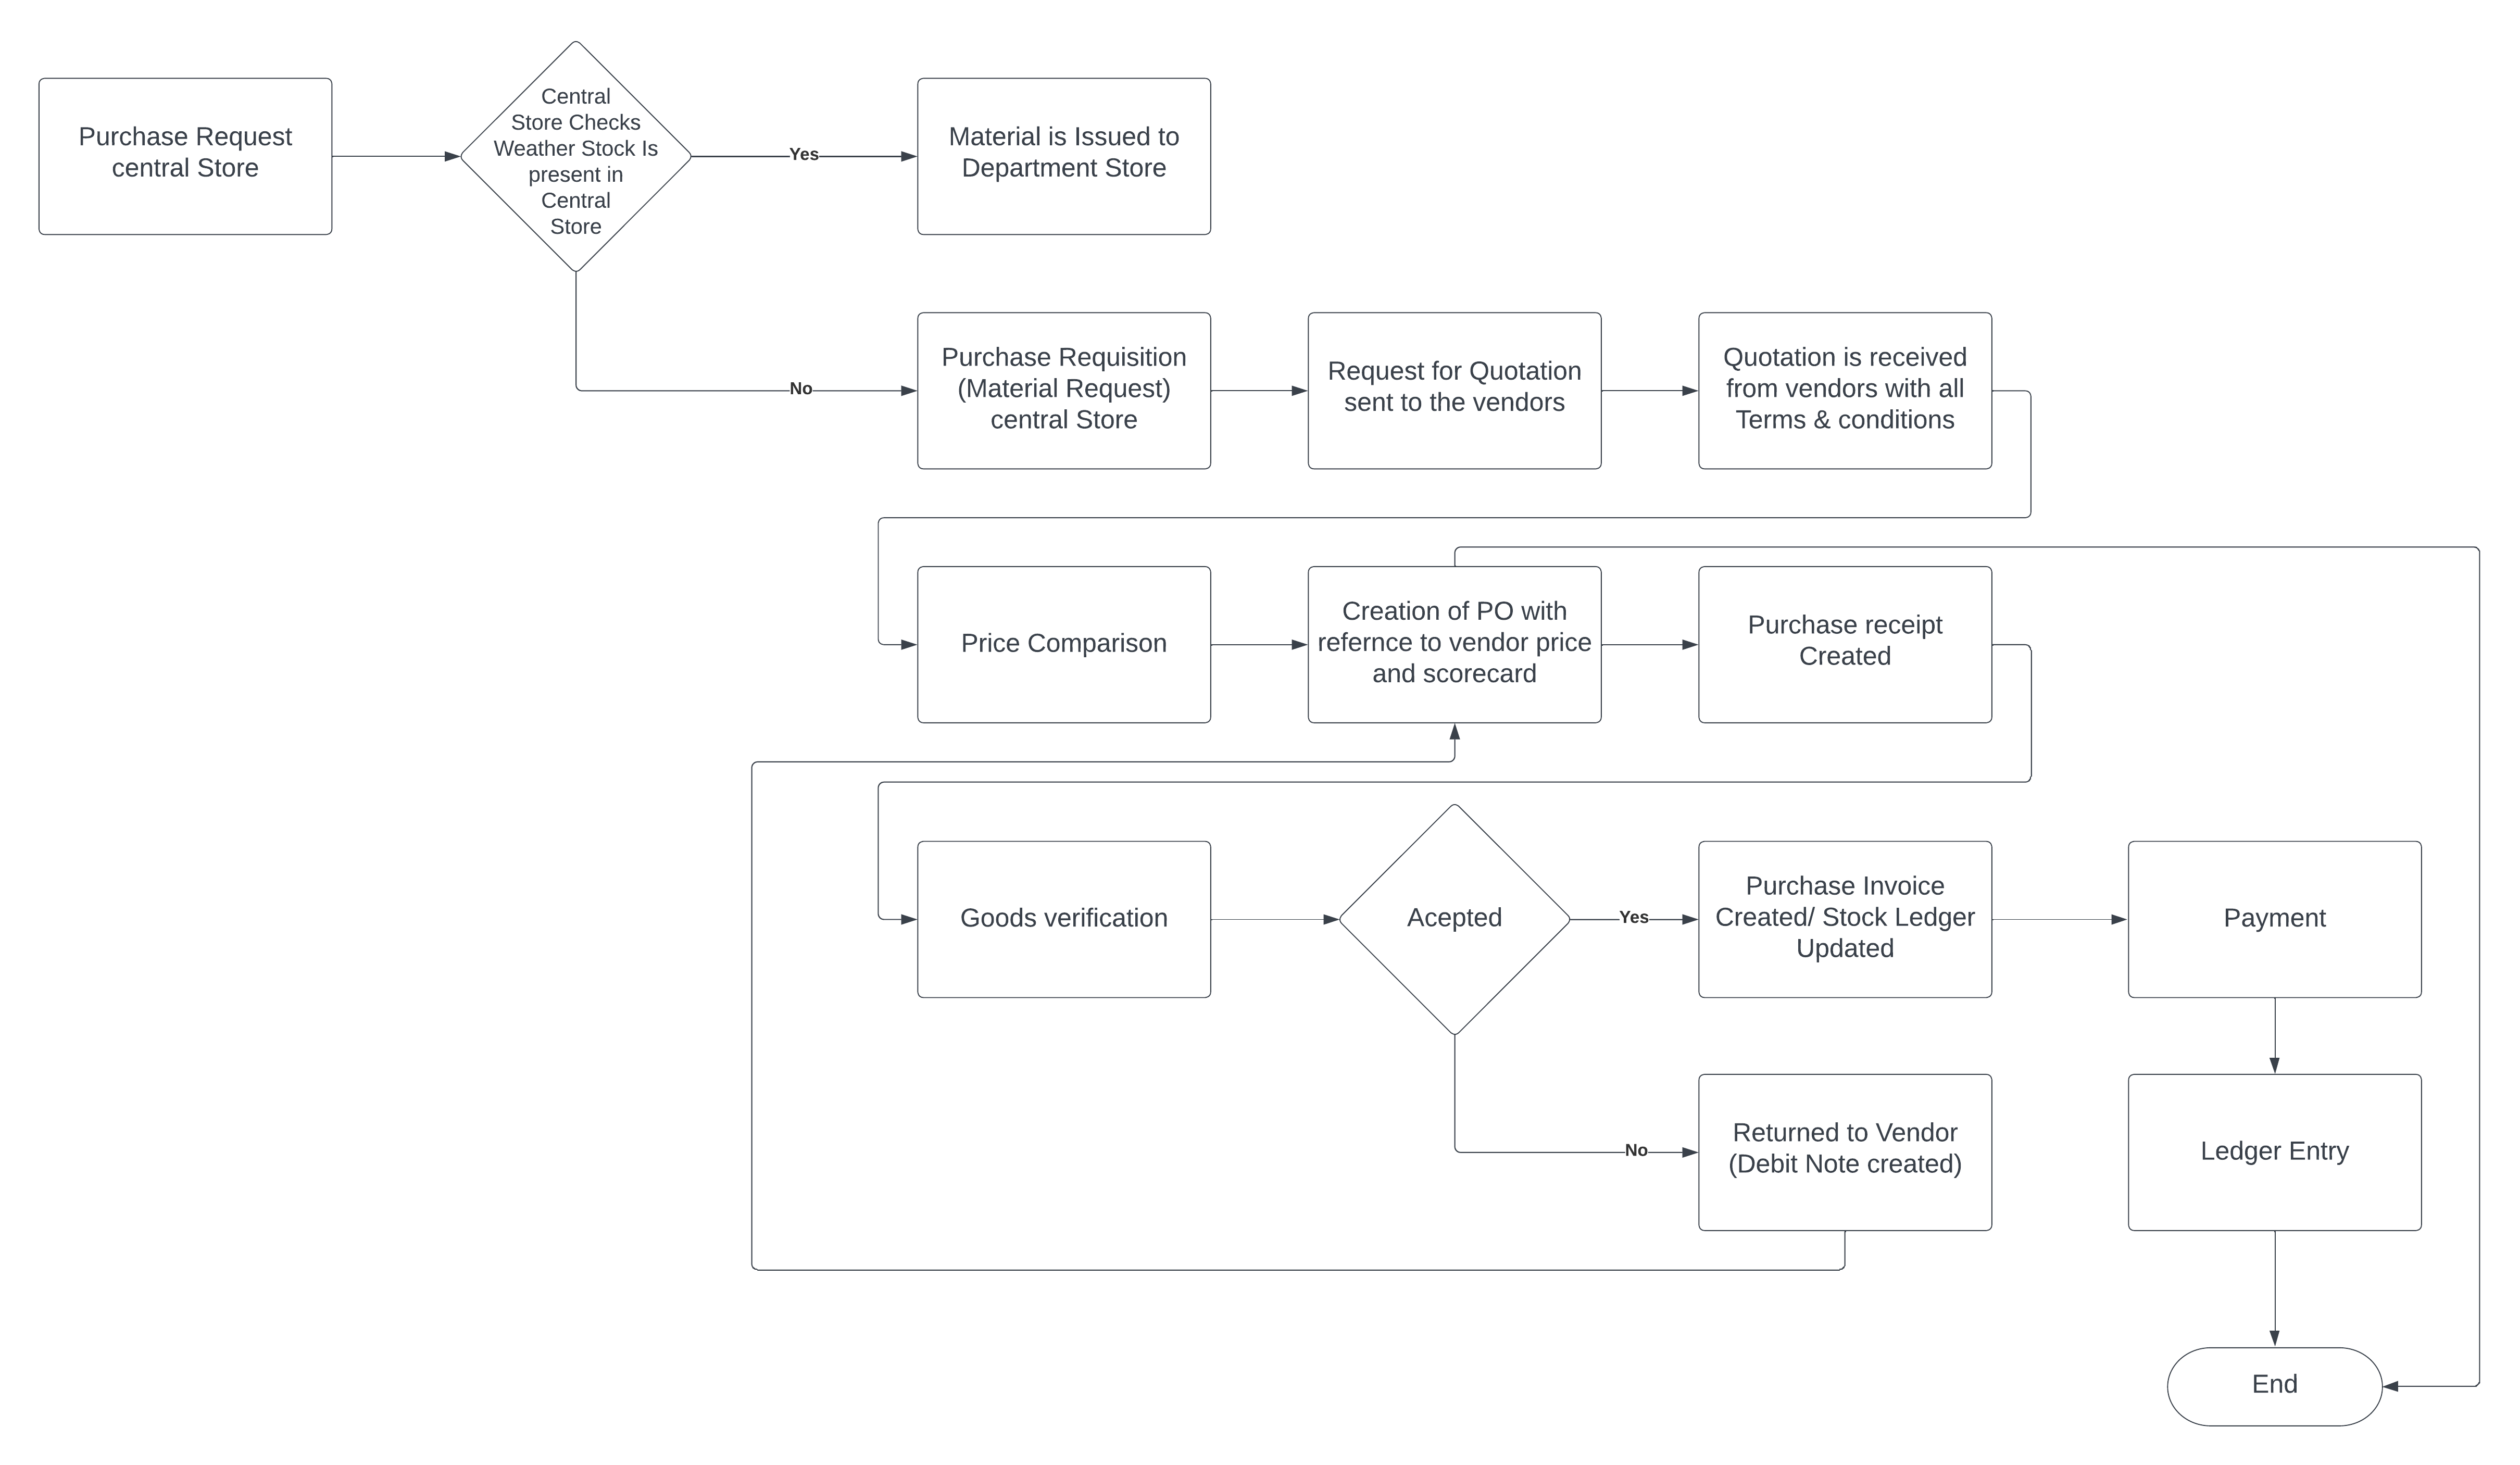 Purchase Request
central Store
Central
Store Checks
Weather Stock Is
present in
Central
Store
Yes
Material is Issued to
Department Store
No
Purchase Requisition
(Material Request)
central Store
Request for Quotation
sent to the vendors
Quotation is received
from vendors with all
Terms & conditions
Price Comparison
Creation of PO with
refernce to vendor price
and scorecard
Purchase receipt
Created
Goods verification
Acepted
Yes
Purchase Invoice
Created/ Stock Ledger
Updated
Payment
No
Returned to Vendor
(Debit Note created)
Ledger Entry
End